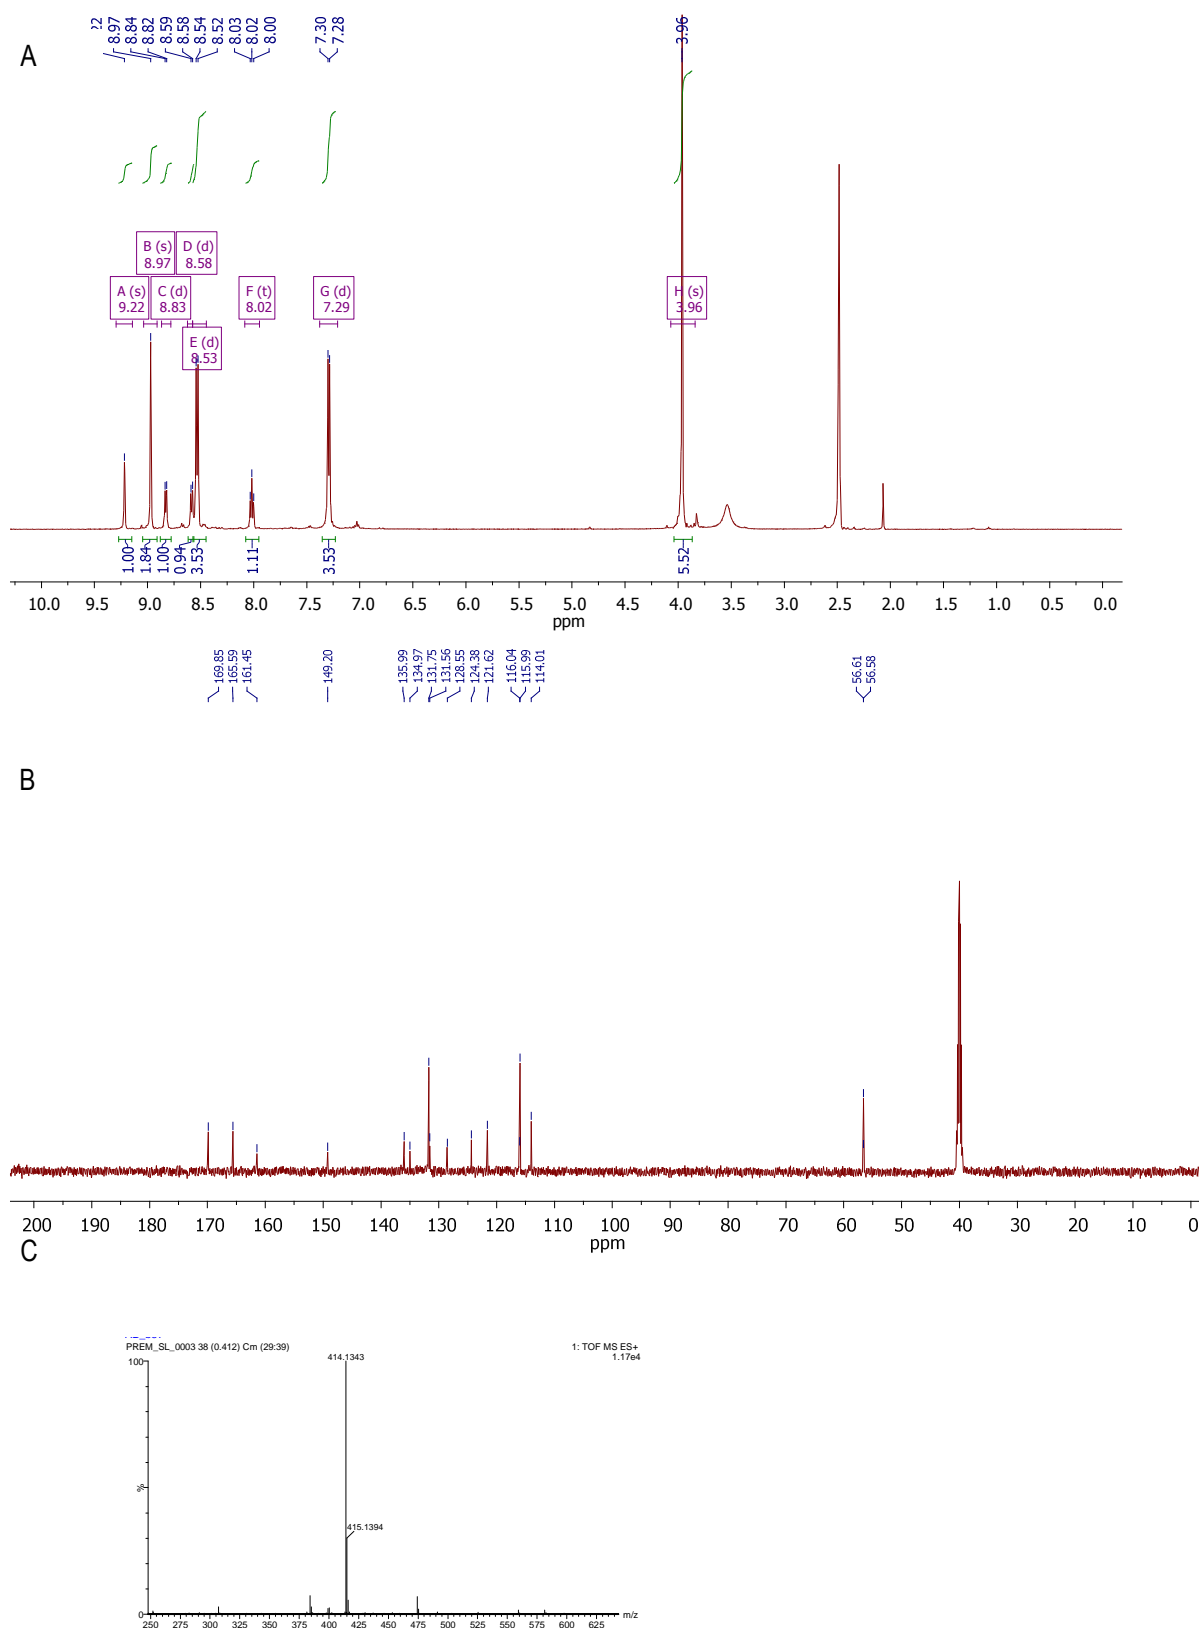 A
22 8.97 8.84 8.82 8.59 8.58 8.54 8.52 8.03 8.02 8.00 7.30 7.28 3.96
B (s) 8.97
D (d) 8.58
A (s) 9.22
C (d) 8.83
F (t) 8.02
G (d) 7.29
H (s) 3.96
E (d) 8.53
1.00 1.84 1.00 0.94 3.53 1.11 3.53 5.52
10.0 9.5 9.0 8.5 8.0 7.5 7.0 6.5 6.0 5.5 5.0 4.5 4.0 3.5 3.0 2.5 2.0 1.5 1.0 0.5 0.0
ppm
169.85 165.59 161.45 149.20 135.99 134.97 131.75 131.56 128.55 124.38 121.62 116.04 115.99 114.01 56.61 56.58
B
200 190 180 170 160 150 140 130 120 110 100 90 80 70 60 50 40 30 20 10 0
ppm
C
PREM_SL_0003 38 (0.412) Cm (29:39)
1: TOF MS ES+
1.17e4
100
414.1343
%
415.1394
0
250 275 300 325 350 375 400 425 450 475 500 525 550 575 600 625
m/z